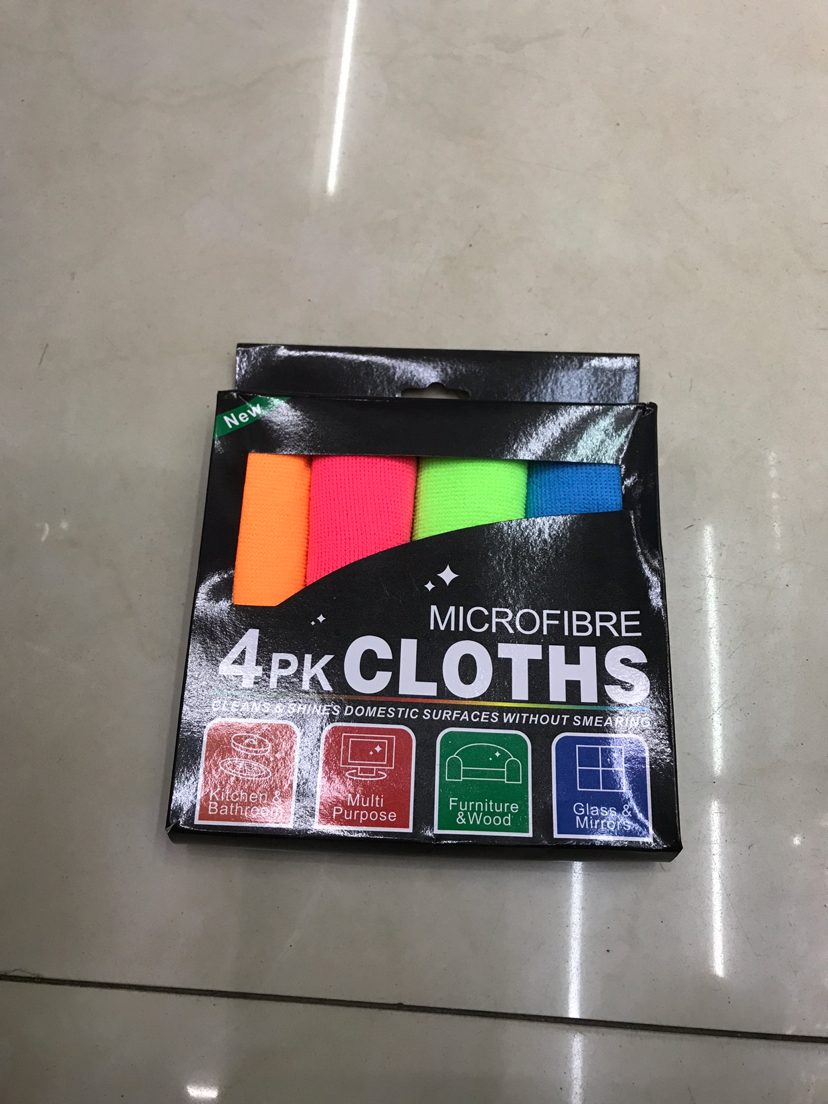 New
MICROFIBRE
4PK CLOTHS
CLEANS & SHINES DOMESTIC SURFACES WITHOUT SMEARING
Kitchen &
Bathroom
Multi
Purpose
Furniture
&Wood
Glass &
Mirrors